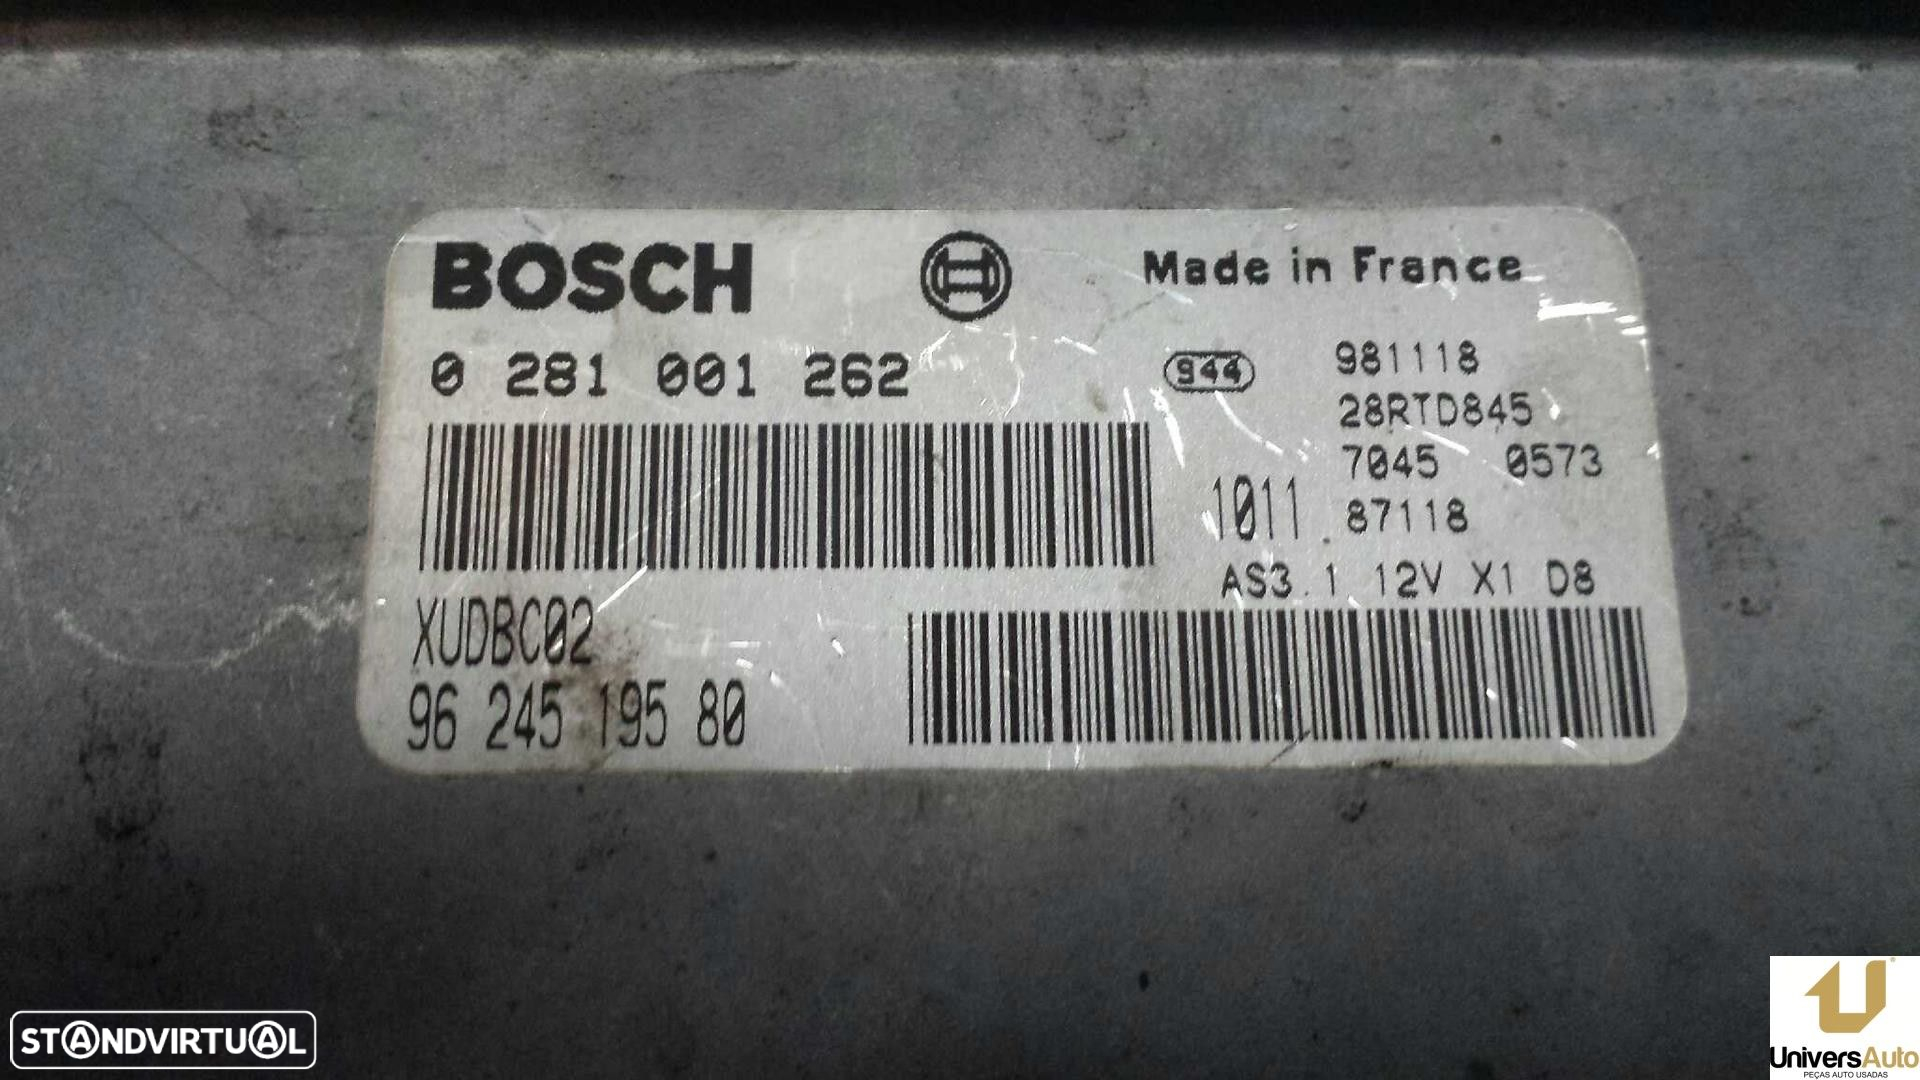 BOSCH
Made in France
0 281 001 262
944
981118
28RTD845
7045 0573
1011
87118
AS3.1 12V X1 D8
XUDBC02
96 245 195 80
STANDVIRTUAL
UniversAuto
PEÇAS AUTO USADAS